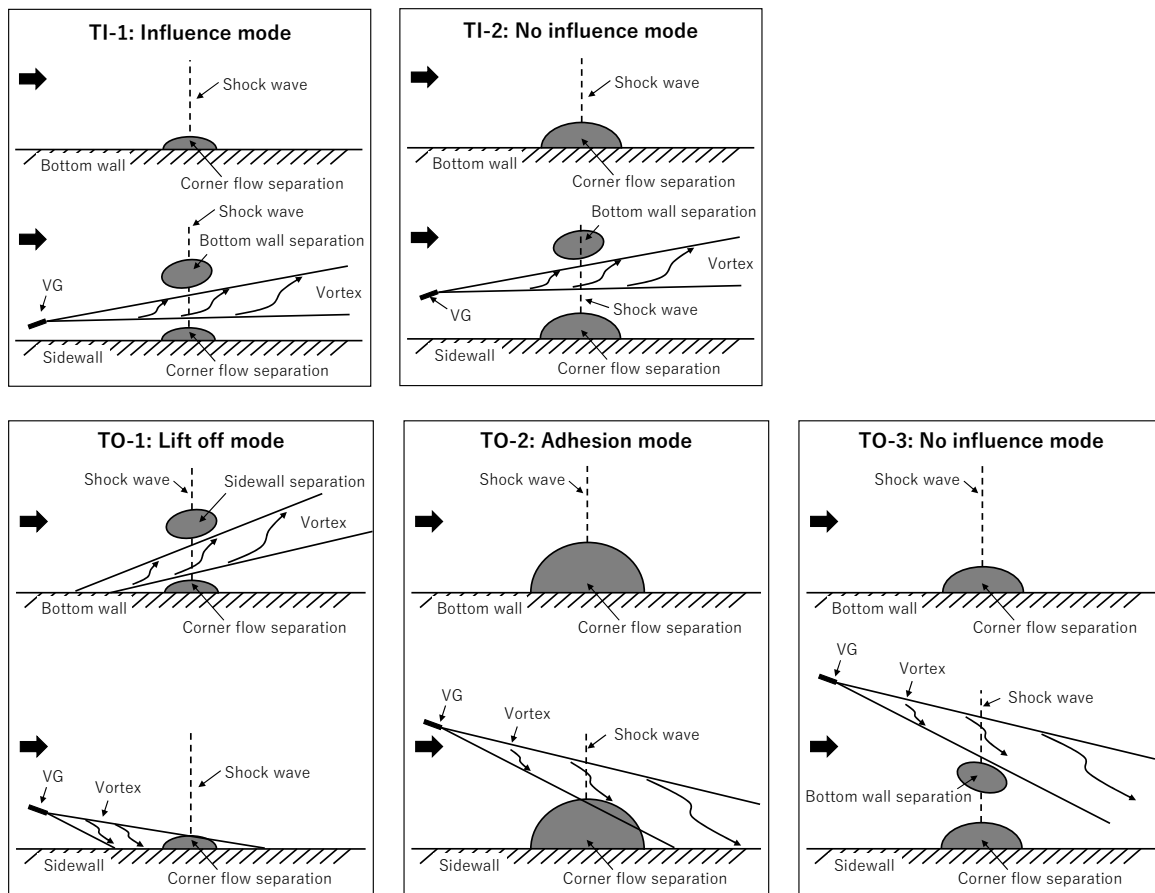 TI-1: Influence mode
Shock wave
Bottom wall
Corner flow separation
Shock wave
Bottom wall separation
VG
Vortex
Sidewall
Corner flow separation
TI-2: No influence mode
Shock wave
Bottom wall
Corner flow separation
Bottom wall separation
Vortex
VG
Shock wave
Sidewall
Corner flow separation
TO-1: Lift off mode
Shock wave
Sidewall separation
Vortex
Bottom wall
Corner flow separation
Shock wave
VG
Vortex
Sidewall
Corner flow separation
TO-2: Adhesion mode
Shock wave
Bottom wall
Corner flow separation
VG
Vortex
Shock wave
Sidewall
Corner flow separation
TO-3: No influence mode
Shock wave
Bottom wall
Corner flow separation
VG
Vortex
Shock wave
Bottom wall separation
Sidewall
Corner flow separation